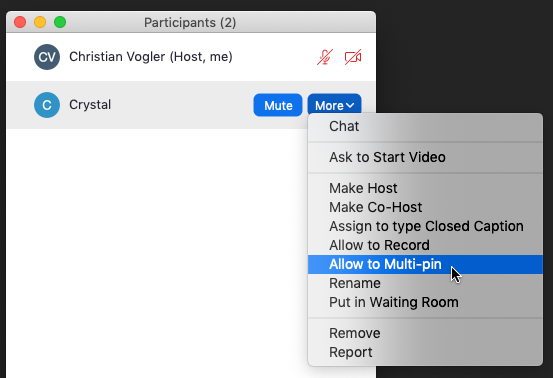 Participants (2)
CV Christian Vogler (Host, me)
C Crystal Mute More
Chat
Ask to Start Video
Make Host
Make Co-Host
Assign to type Closed Caption
Allow to Record
Allow to Multi-pin
Rename
Put in Waiting Room
Remove
Report